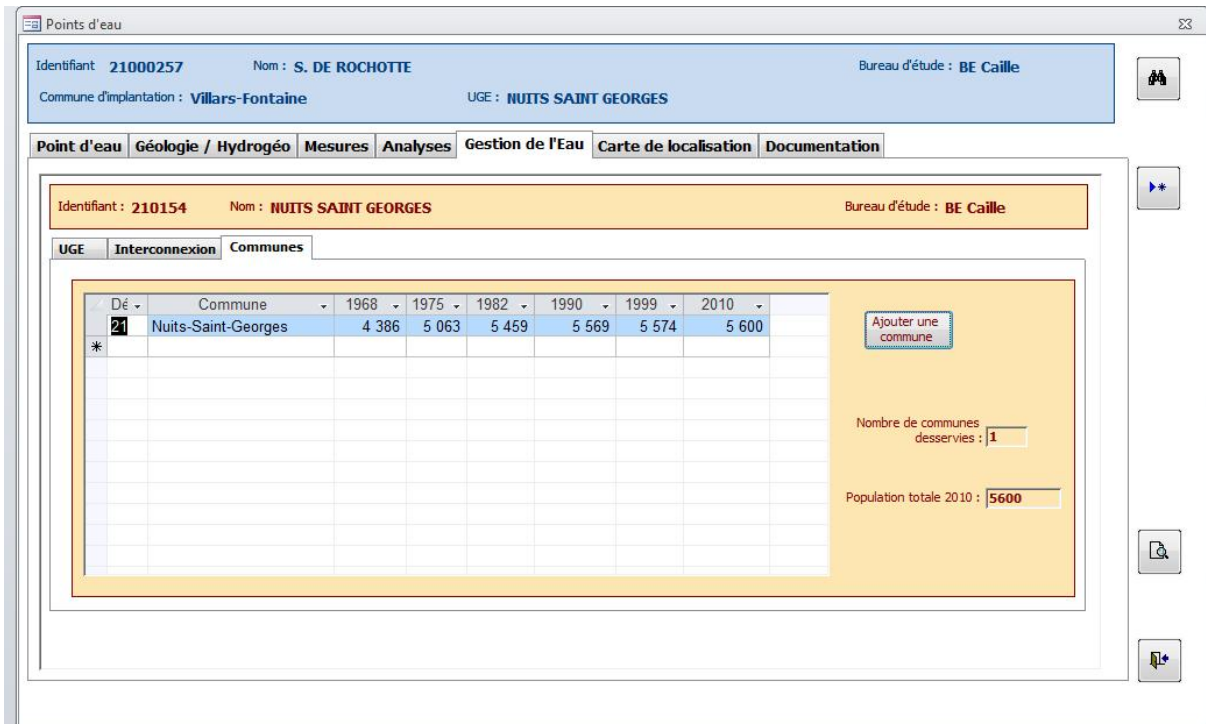 Points d'eau
Identifiant 21000257 Nom : S. DE ROCHOTTE Bureau d'étude : BE Caille
Commune d'implantation : Villars-Fontaine UGE : NUITS SAINT GEORGES
Point d'eau Géologie / Hydrogéo Mesures Analyses Gestion de l'Eau Carte de localisation Documentation
Identifiant : 210154 Nom : NUITS SAINT GEORGES Bureau d'étude : BE Caille
UGE Interconnexion Communes
Dé Commune 1968 1975 1982 1990 1999 2010
21 Nuits-Saint-Georges 4 386 5 063 5 459 5 569 5 574 5 600
Ajouter une
commune
Nombre de communes
desservies : 1
Population totale 2010 : 5600